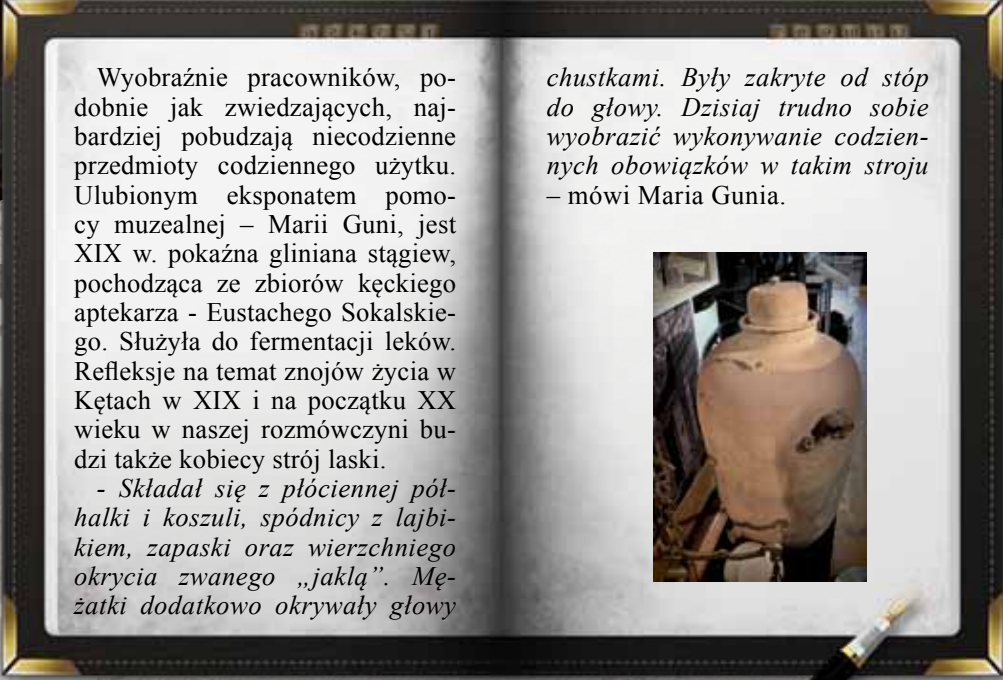 Wyobraźnie pracowników, po-
dobnie jak zwiedzających, naj-
bardziej pobudzają niecodzienne
przedmioty codziennego użytku.
Ulubionym eksponatem pomo-
cy muzealnej – Marii Guni, jest
XIX w. pokaźna gliniana stągiew,
pochodząca ze zbiorów kęckiego
aptekarza - Eustachego Sokalskie-
go. Służyła do fermentacji leków.
Refleksje na temat znojów życia w
Kętach w XIX i na początku XX
wieku w naszej rozmówczyni bu-
dzi także kobiecy strój laski.
- Składał się z płóciennej pół-
halki i koszuli, spódnicy z lajbi-
kiem, zapaski oraz wierzchniego
okrycia zwanego „jaklą”. Mę-
żatki dodatkowo okrywały głowy
chustkami. Były zakryte od stóp
do głowy. Dzisiaj trudno sobie
wyobrazić wykonywanie codzien-
nych obowiązków w takim stroju
– mówi Maria Gunia.